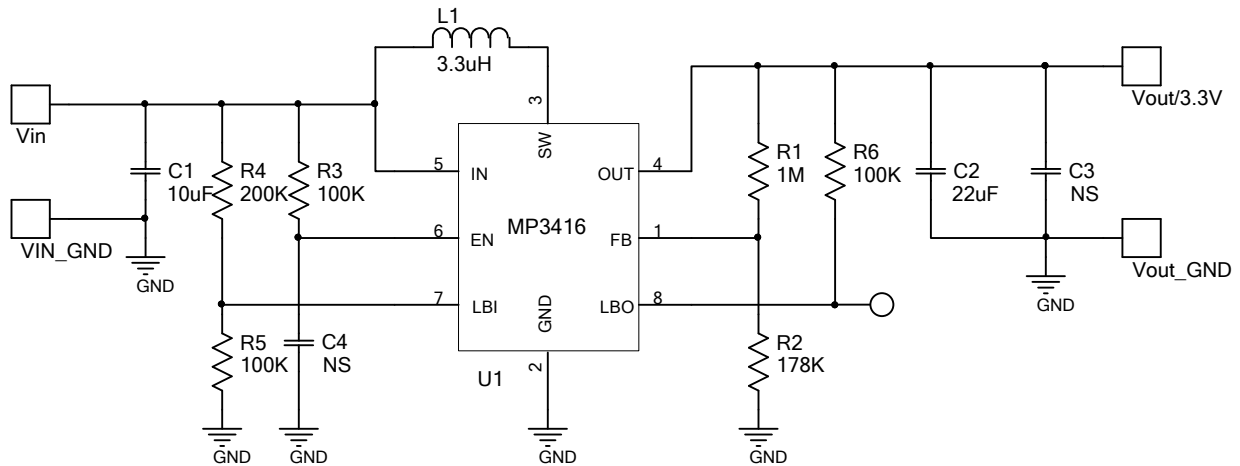 L1
3.3uH
3
Vin
Vout/3.3V
SW
C1
10uF
R4
200K
R3
100K
5
IN
OUT
4
R1
1M
R6
100K
C2
22uF
C3
NS
VIN_GND
MP3416
6
EN
FB
1
Vout_GND
GND
GND
7
LBI
GND
LBO
8
R5
100K
C4
NS
U1
2
R2
178K
GND
GND
GND
GND